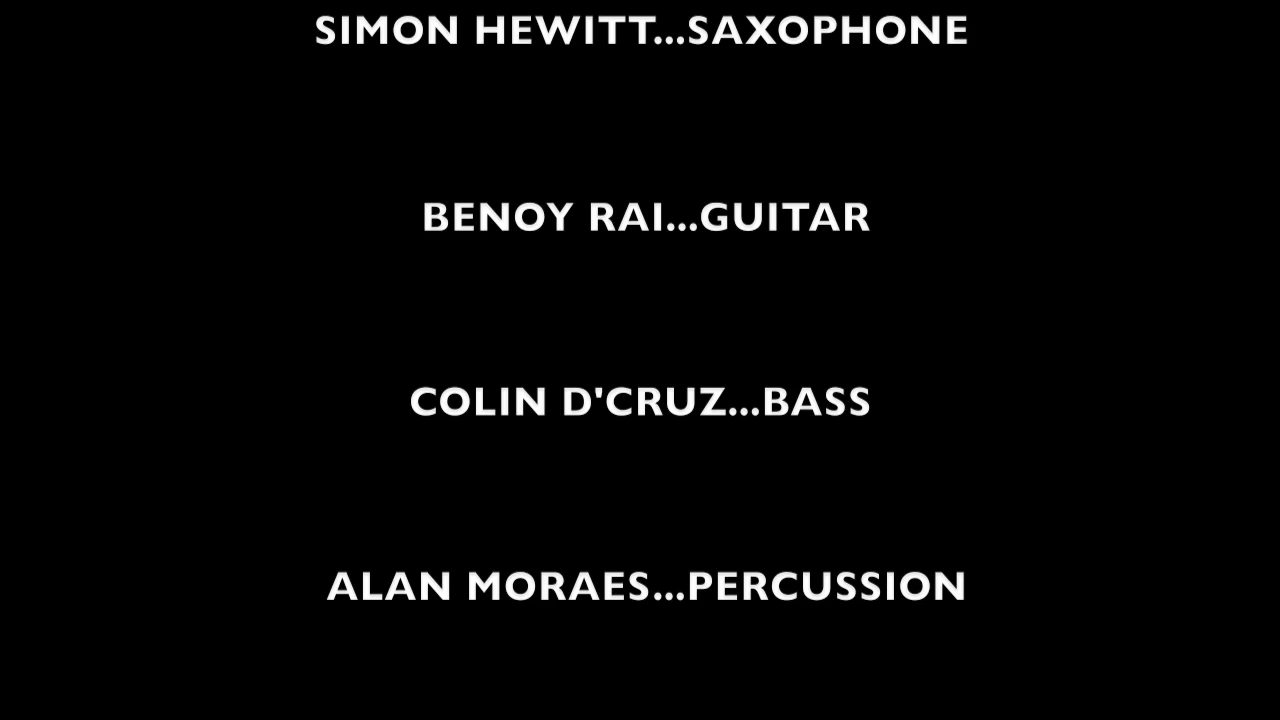 SIMON HEWITT...SAXOPHONE
BENOY RAI...GUITAR
COLIN D'CRUZ...BASS
ALAN MORAES...PERCUSSION